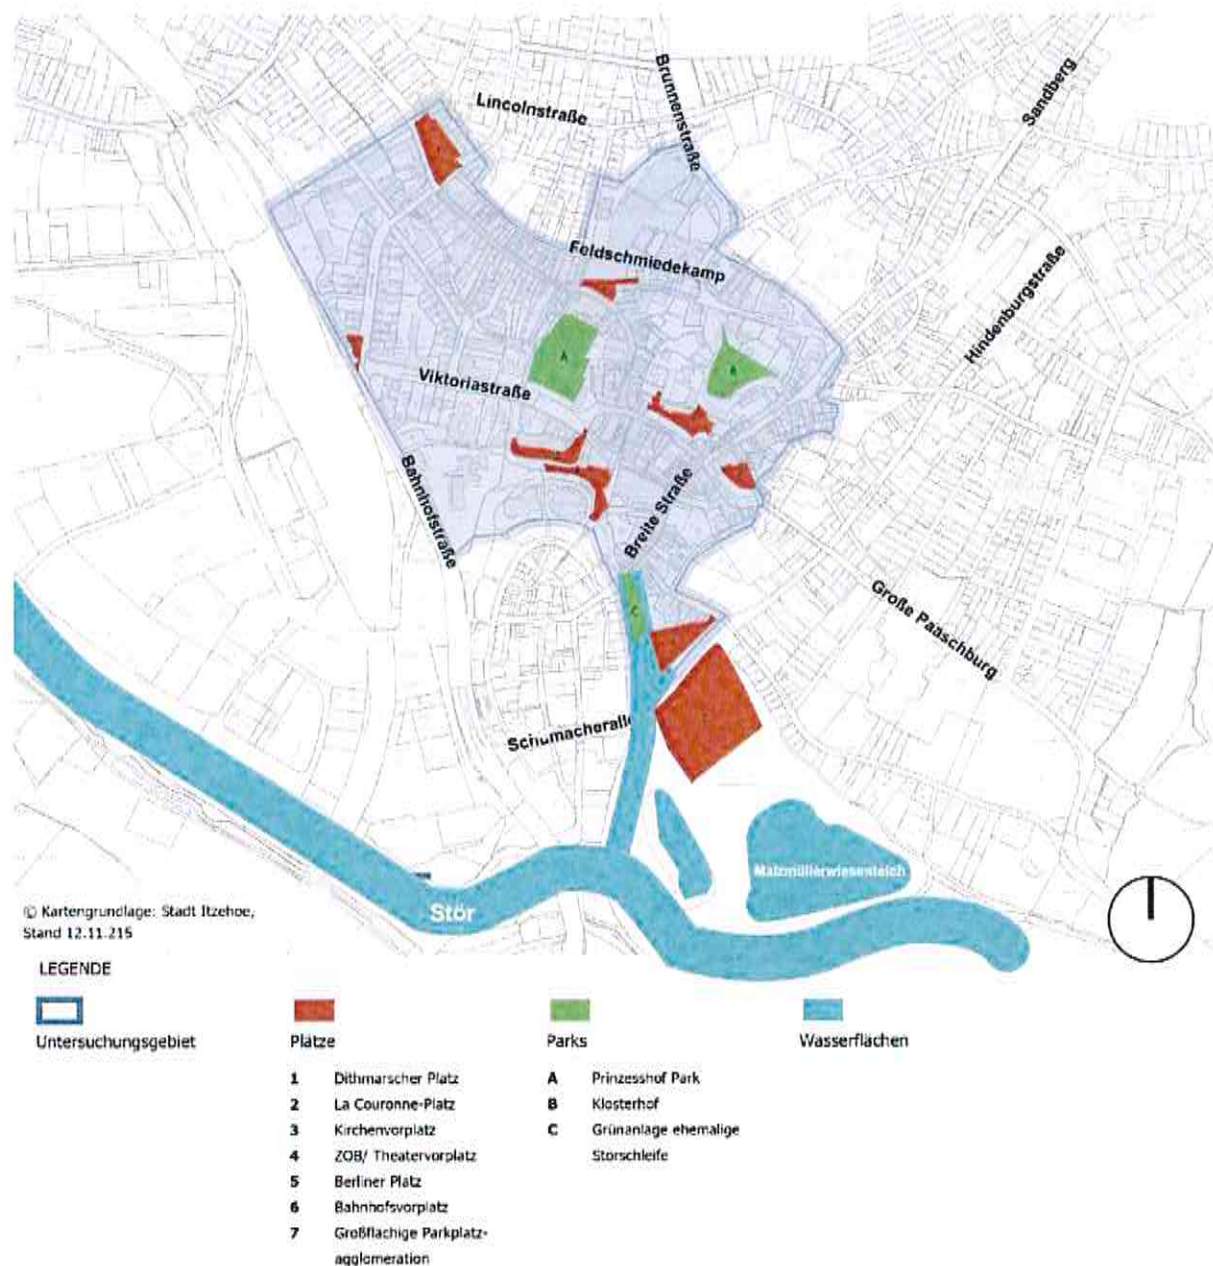 Lincolnstraße
Brunnenstraße
Sandberg
Feldschmiedekamp
Hindenburgstraße
A
B
Viktoriastraße
Bahnhofstraße
Breite Straße
C
Große Paaschburg
Schumacheralle
Malzmüllerwiesenteich
Stör
© Kartengrundlage: Stadt Itzehoe,
Stand 12.11.215
LEGENDE
Untersuchungsgebiet
Plätze
Parks
Wasserflächen
1 Dithmarscher Platz
2 La Couronne-Platz
3 Kirchenvorplatz
4 ZOB/ Theatervorplatz
5 Berliner Platz
6 Bahnhofsvorplatz
7 Großflächige Parkplatz-
agglomeration
A Prinzesshof Park
B Klosterhof
C Grünanlage ehemalige
Störschleife